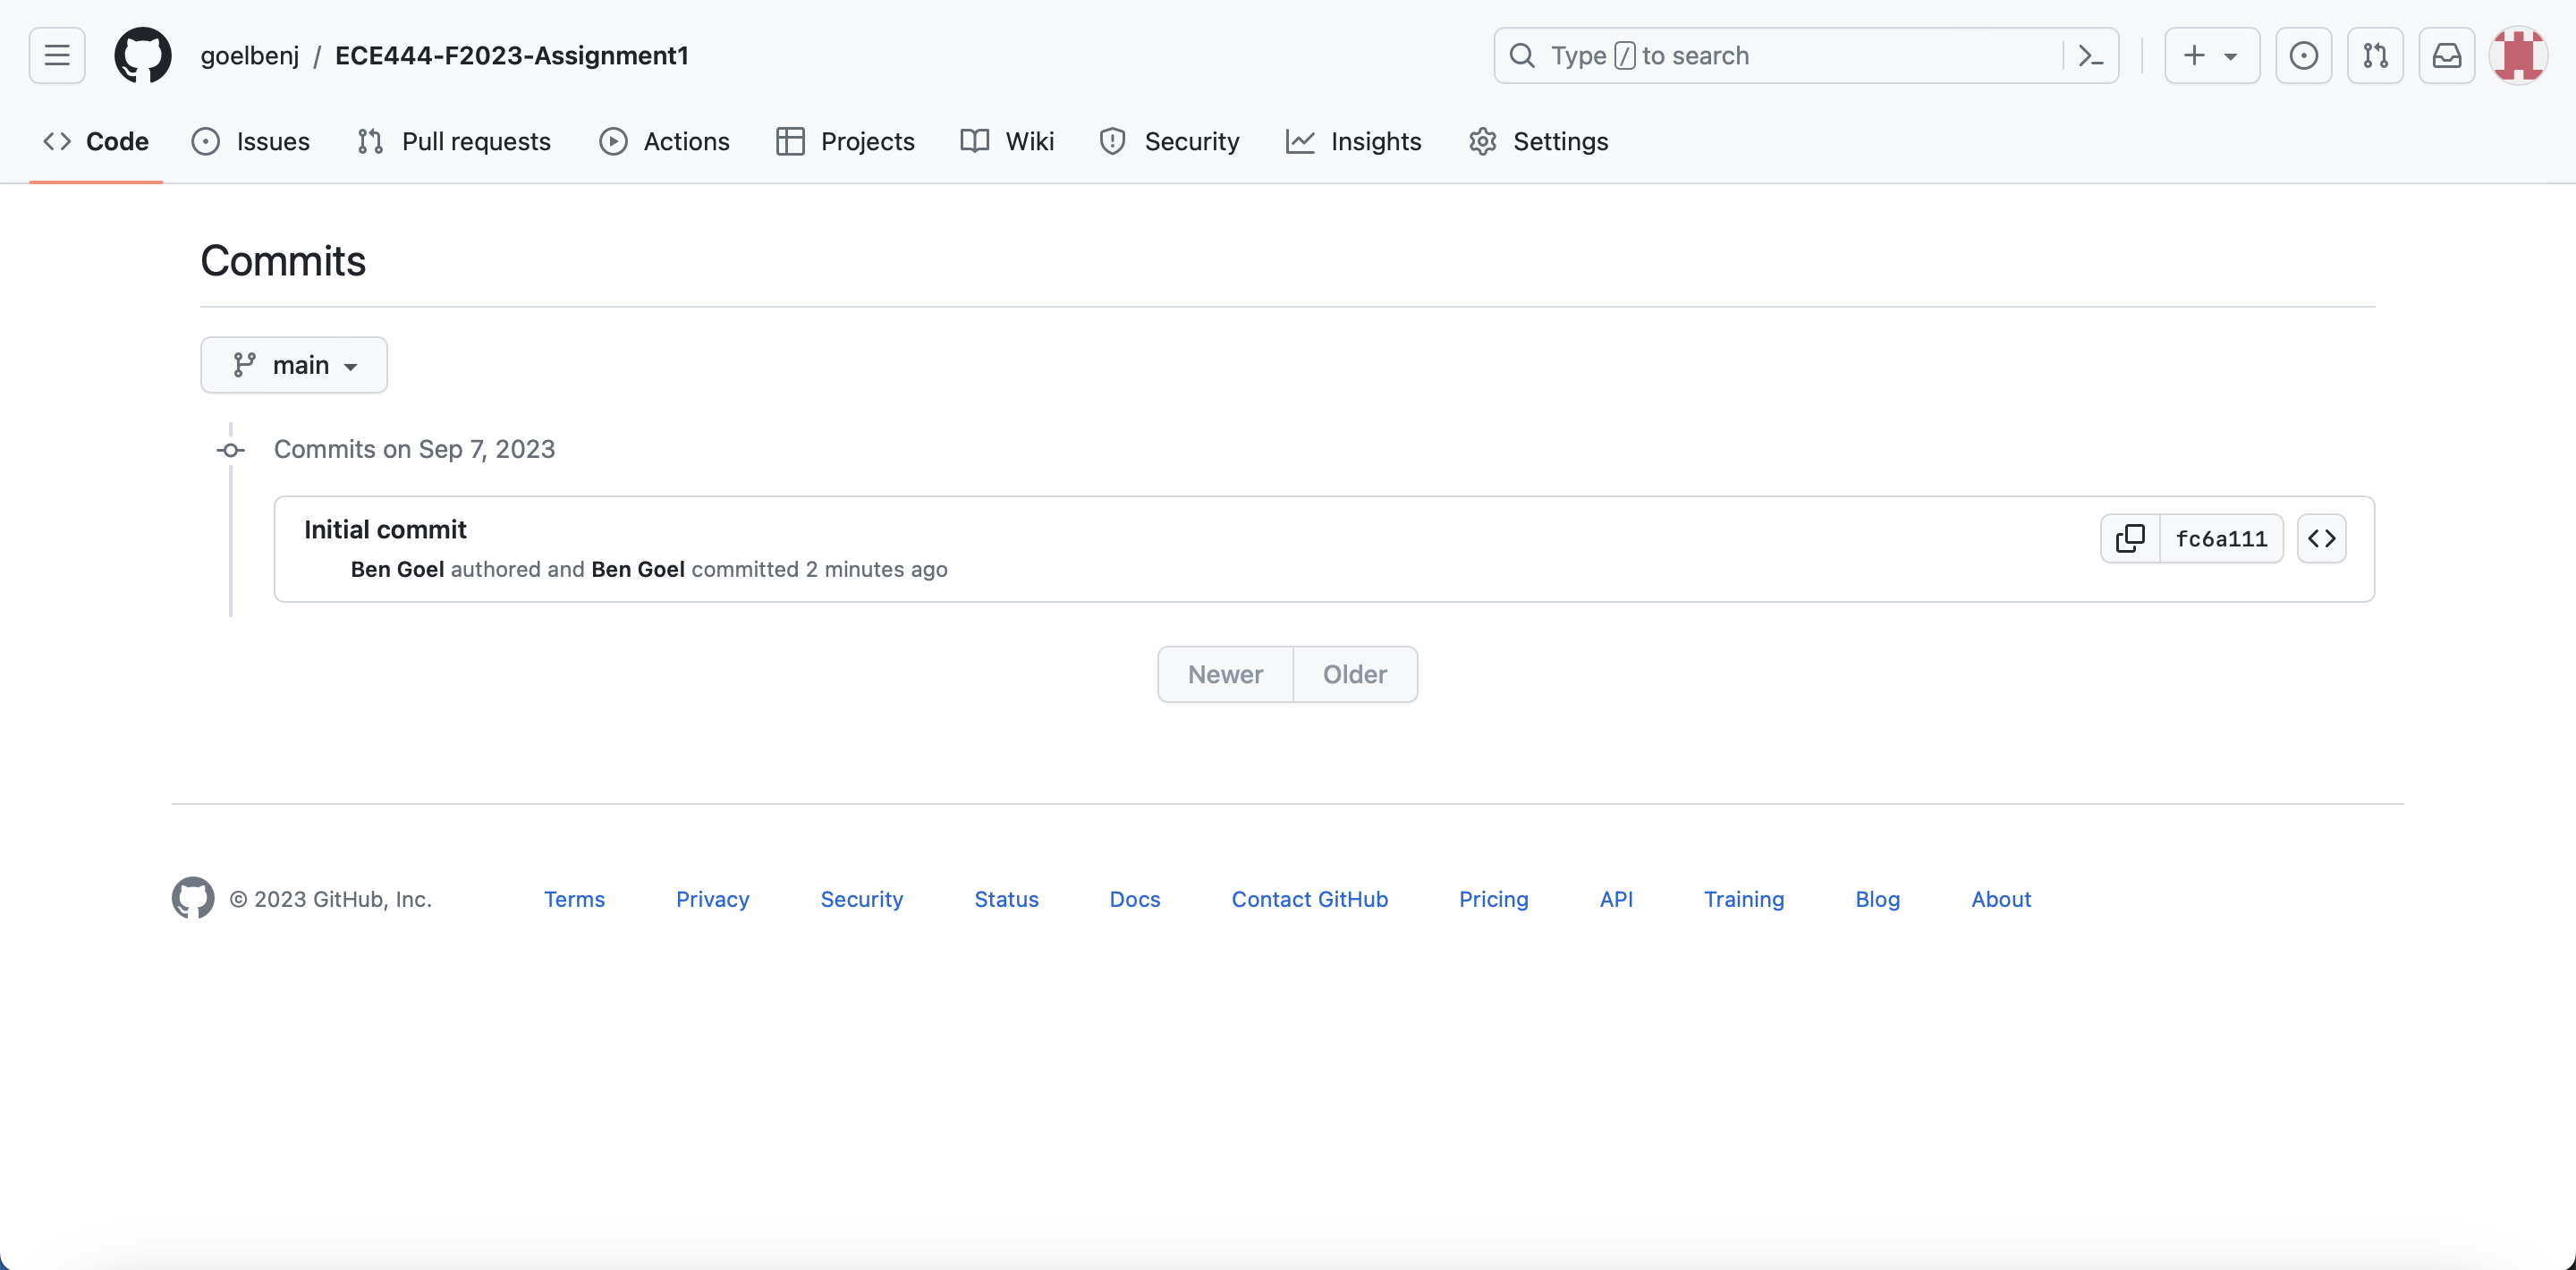 goelbenj / ECE444-F2023-Assignment1
Type / to search
Code Issues Pull requests Actions Projects Wiki Security Insights Settings
Commits
main
Commits on Sep 7, 2023
Initial commit
Ben Goel authored and Ben Goel committed 2 minutes ago
fc6a111
Newer Older
© 2023 GitHub, Inc. Terms Privacy Security Status Docs Contact GitHub Pricing API Training Blog About